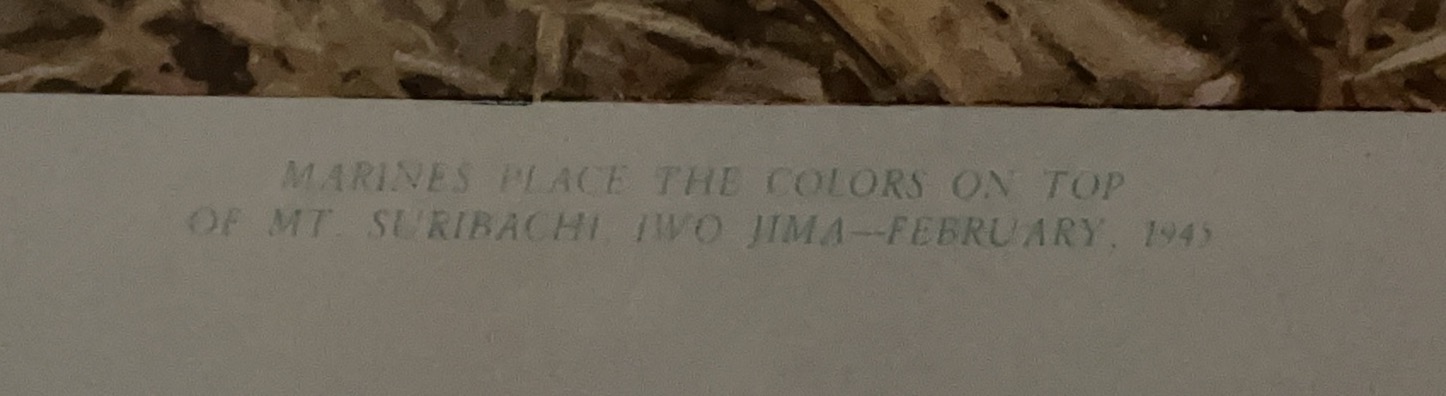 MARINES PLACE THE COLORS ON TOP
OF MT. SURIBACHI, IWO JIMA—FEBRUARY, 1945